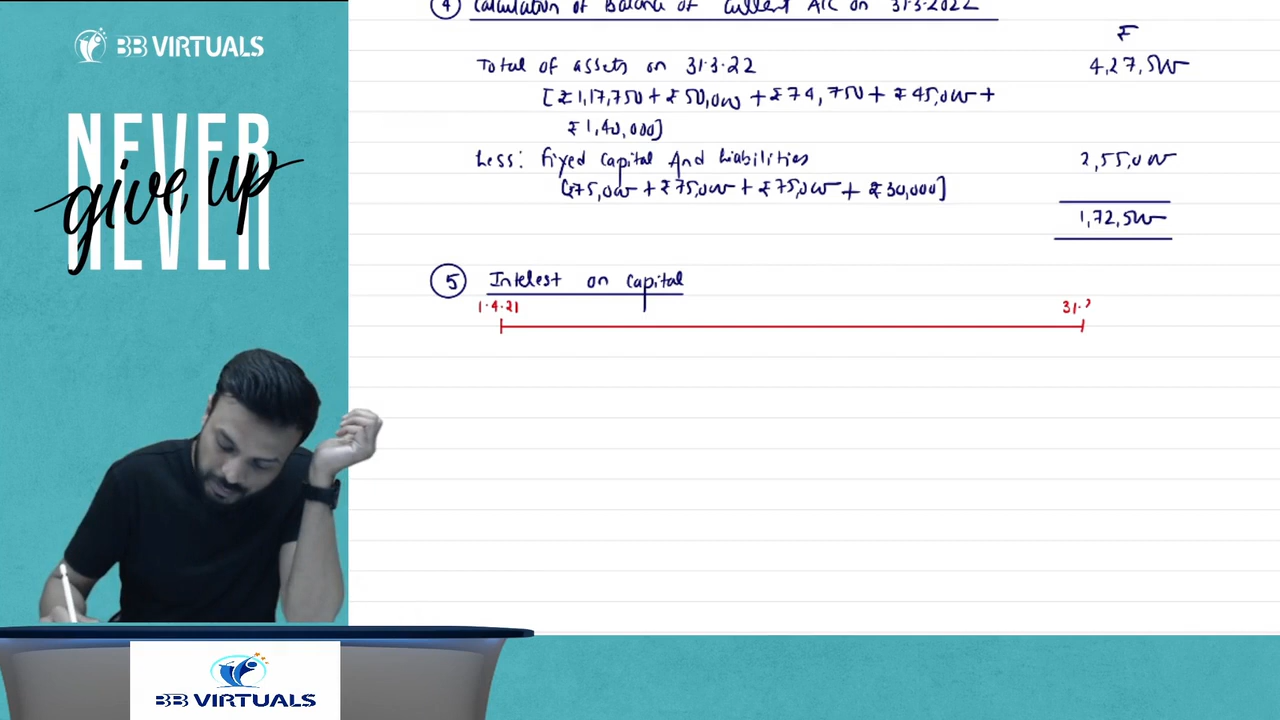 BB VIRTUALS
NEVER
give up
NEVER
④ Calculation of Balance of Current A/c on 31.3.2022
₹
Total of assets on 31.3.22 4,27,500
[₹1,17,750 + ₹50,000 + ₹74,750 + ₹45,000 +
₹1,40,000]
Less: Fixed Capital And Liabilities 2,55,000
[₹75,000 + ₹75,000 + ₹75,000 + ₹30,000]
1,72,500
⑤ Interest on Capital
1.4.21 31.
BB VIRTUALS